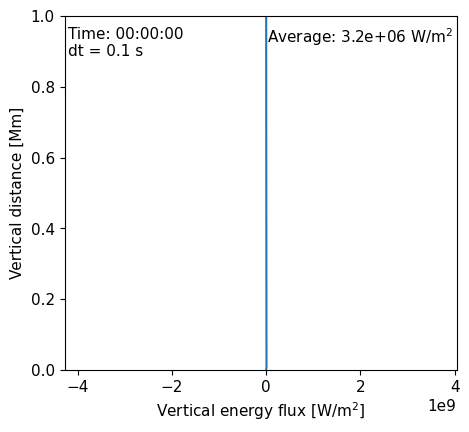 Time: 00:00:00
dt = 0.1 s
Average: 3.2e+06 W/m²
1.0
0.8
0.6
0.4
0.2
0.0
Vertical distance [Mm]
−4 −2 0 2 4
1e9
Vertical energy flux [W/m²]